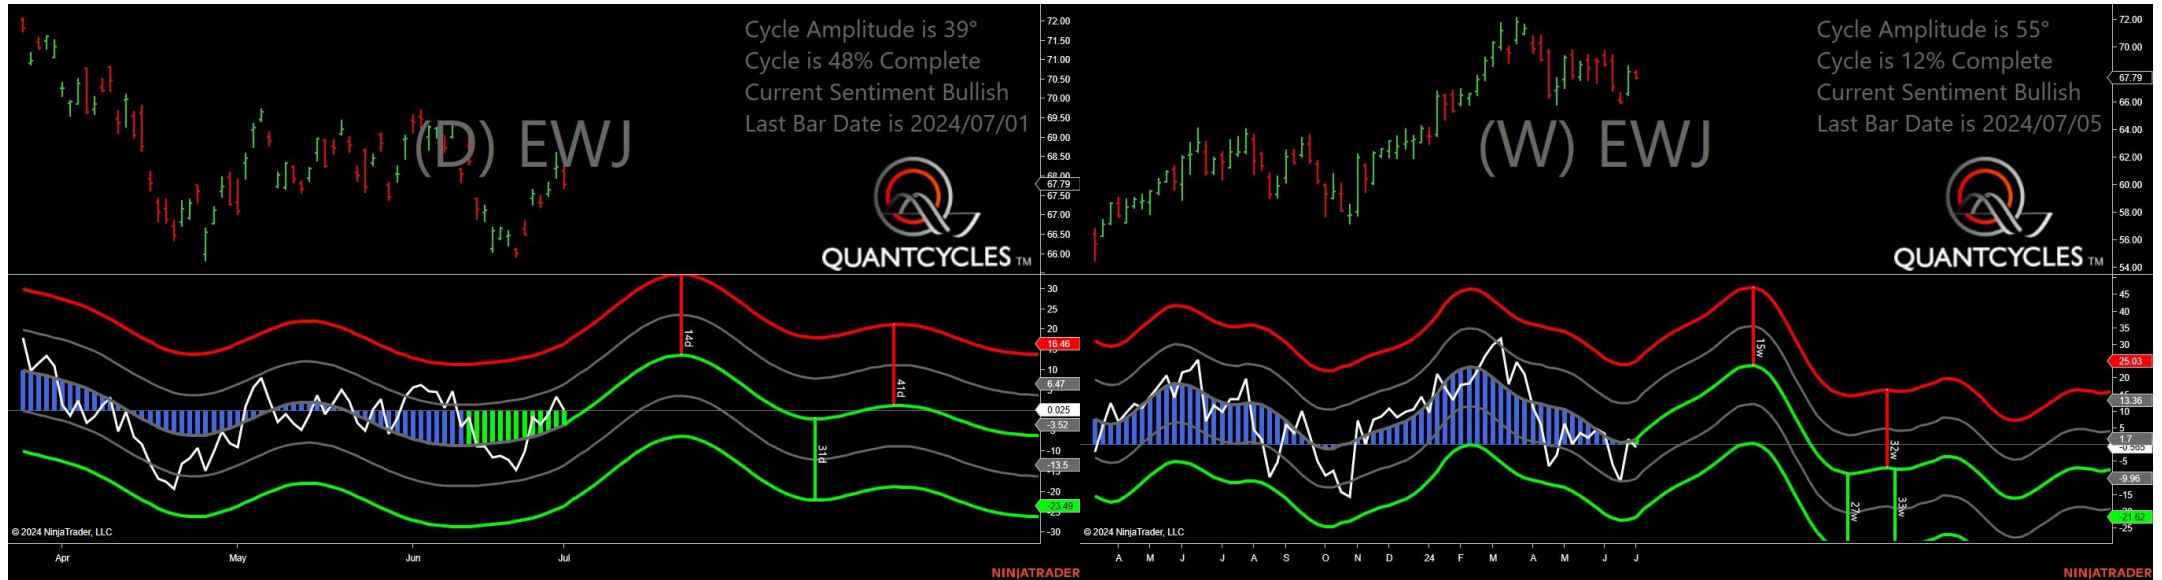 Cycle Amplitude is 39°
Cycle is 48% Complete
Current Sentiment Bullish
Last Bar Date is 2024/07/01
(D) EWJ
QUANTCYCLES TM
72.00
71.50
71.00
70.50
70.00
69.50
69.00
68.50
68.00
67.79
67.50
67.00
66.50
66.00
30
25
20
16.46
10
6.47
0.025
-3.52
-10
-13.5
-20
-23.49
-30
14d
31d
41d
© 2024 NinjaTrader, LLC
Apr May Jun Jul
NINJATRADER
Cycle Amplitude is 55°
Cycle is 12% Complete
Current Sentiment Bullish
Last Bar Date is 2024/07/05
(W) EWJ
QUANTCYCLES TM
72.00
70.00
67.79
66.00
64.00
62.00
60.00
58.00
56.00
54.00
45
40
35
30
25.03
20
13.36
10
5
1.7
-0.565
-5
-9.96
-15
-21.62
-25
15w
27w
32w
33w
© 2024 NinjaTrader, LLC
A M J J A S O N D 24 F M A M J J
NINJATRADER